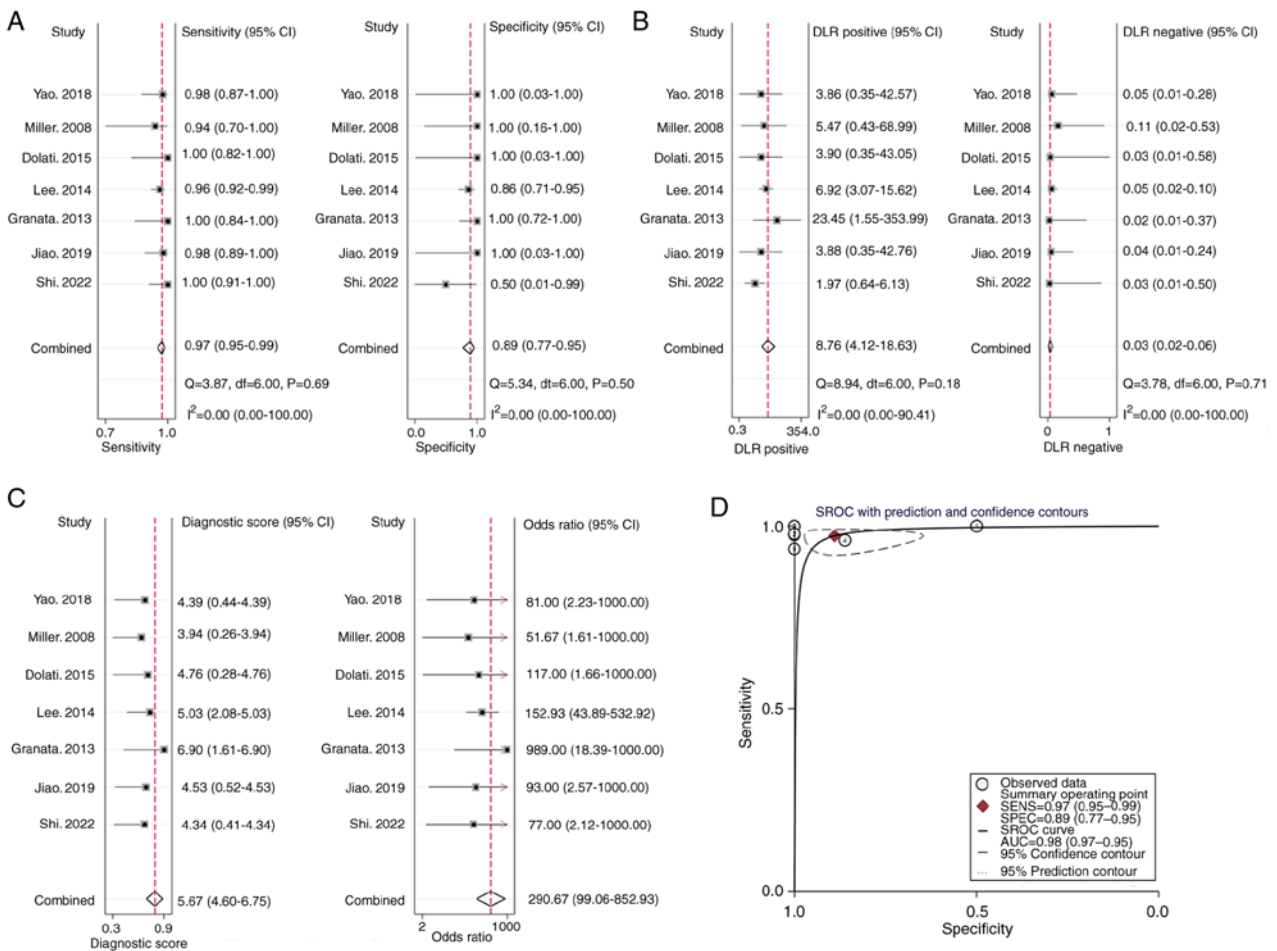 A
Study Sensitivity (95% CI)
Yao. 2018 0.98 (0.87-1.00)
Miller. 2008 0.94 (0.70-1.00)
Dolati. 2015 1.00 (0.82-1.00)
Lee. 2014 0.96 (0.92-0.99)
Granata. 2013 1.00 (0.84-1.00)
Jiao. 2019 0.98 (0.89-1.00)
Shi. 2022 1.00 (0.91-1.00)
Combined 0.97 (0.95-0.99)
Q=3.87, df=6.00, P=0.69
I²=0.00 (0.00-100.00)
0.7 1.0
Sensitivity
Study Specificity (95% CI)
Yao. 2018 1.00 (0.03-1.00)
Miller. 2008 1.00 (0.16-1.00)
Dolati. 2015 1.00 (0.03-1.00)
Lee. 2014 0.86 (0.71-0.95)
Granata. 2013 1.00 (0.72-1.00)
Jiao. 2019 1.00 (0.03-1.00)
Shi. 2022 0.50 (0.01-0.99)
Combined 0.89 (0.77-0.95)
Q=5.34, dt=6.00, P=0.50
I²=0.00 (0.00-100.00)
0.0 1.0
Specificity
B
Study DLR positive (95% CI)
Yao. 2018 3.86 (0.35-42.57)
Miller. 2008 5.47 (0.43-68.99)
Dolati. 2015 3.90 (0.35-43.05)
Lee. 2014 6.92 (3.07-15.62)
Granata. 2013 23.45 (1.55-353.99)
Jiao. 2019 3.88 (0.35-42.76)
Shi. 2022 1.97 (0.64-6.13)
Combined 8.76 (4.12-18.63)
Q=8.94, dt=6.00, P=0.18
I²=0.00 (0.00-90.41)
0.3 354.0
DLR positive
Study DLR negative (95% CI)
Yao. 2018 0.05 (0.01-0.28)
Miller. 2008 0.11 (0.02-0.53)
Dolati. 2015 0.03 (0.01-0.58)
Lee. 2014 0.05 (0.02-0.10)
Granata. 2013 0.02 (0.01-0.37)
Jiao. 2019 0.04 (0.01-0.24)
Shi. 2022 0.03 (0.01-0.50)
Combined 0.03 (0.02-0.06)
Q=3.78, df=6.00, P=0.71
I²=0.00 (0.00-100.00)
0 1
DLR negative
C
Study Diagnostic score (95% CI)
Yao. 2018 4.39 (0.44-4.39)
Miller. 2008 3.94 (0.26-3.94)
Dolati. 2015 4.76 (0.28-4.76)
Lee. 2014 5.03 (2.08-5.03)
Granata. 2013 6.90 (1.61-6.90)
Jiao. 2019 4.53 (0.52-4.53)
Shi. 2022 4.34 (0.41-4.34)
Combined 5.67 (4.60-6.75)
0.3 0.9
Diagnostic score
Study Odds ratio (95% CI)
Yao. 2018 81.00 (2.23-1000.00)
Miller. 2008 51.67 (1.61-1000.00)
Dolati. 2015 117.00 (1.66-1000.00)
Lee. 2014 152.93 (43.89-532.92)
Granata. 2013 989.00 (18.39-1000.00)
Jiao. 2019 93.00 (2.57-1000.00)
Shi. 2022 77.00 (2.12-1000.00)
Combined 290.67 (99.06-852.93)
2 1000
Odds ratio
D
SROC with prediction and confidence contours
1.0
0.5
0.0
Sensitivity
Observed data
Summary operating point
SENS=0.97 (0.95–0.99)
SPEC=0.89 (0.77–0.95)
SROC curve
AUC=0.98 (0.97–0.95)
95% Confidence contour
95% Prediction contour
1.0 0.5 0.0
Specificity